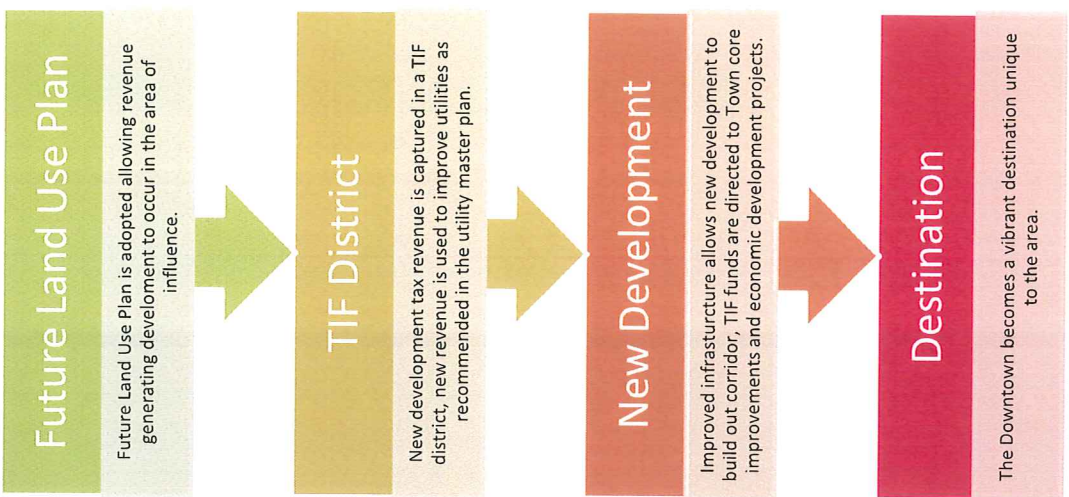 Future Land Use Plan
Future Land Use Plan is adopted allowing revenue
generating develoment to occur in the area of
influence.
TIF District
New development tax revenue is captured in a TIF
district, new revenue is used to improve utilities as
recommended in the utility master plan.
New Development
Improved infrasturcture allows new development to
build out corridor, TIF funds are directed to Town core
improvements and economic development projects.
Destination
The Downtown becomes a vibrant destination unique
to the area.